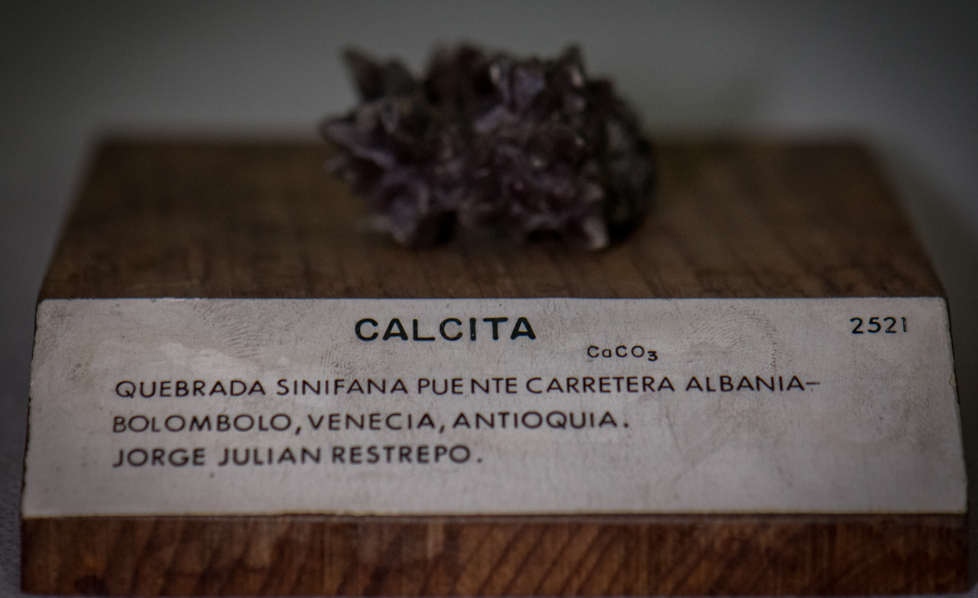 CALCITA 2521
CaCO₃
QUEBRADA SINIFANA PUENTE CARRETERA ALBANIA-
BOLOMBOLO, VENECIA, ANTIOQUIA.
JORGE JULIAN RESTREPO.